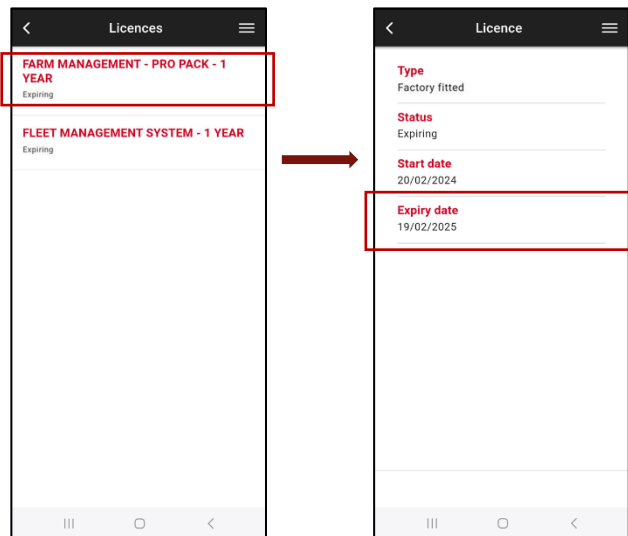 Licences
FARM MANAGEMENT - PRO PACK - 1
YEAR
Expiring
FLEET MANAGEMENT SYSTEM - 1 YEAR
Expiring
Licence
Type
Factory fitted
Status
Expiring
Start date
20/02/2024
Expiry date
19/02/2025